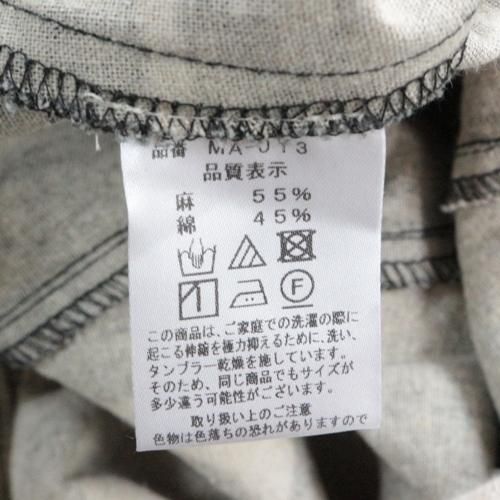 品番 MA-JY3
品質表示
麻 55%
綿 45%
F
この商品は、ご家庭での洗濯の際に
起こる伸縮を極力抑えるために、洗い、
タンブラー乾燥を施しています。
そのため、同じ商品でもサイズが
多少違う可能性がございます。
取り扱い上のご注意
色物は色落ちの恐れがありますので